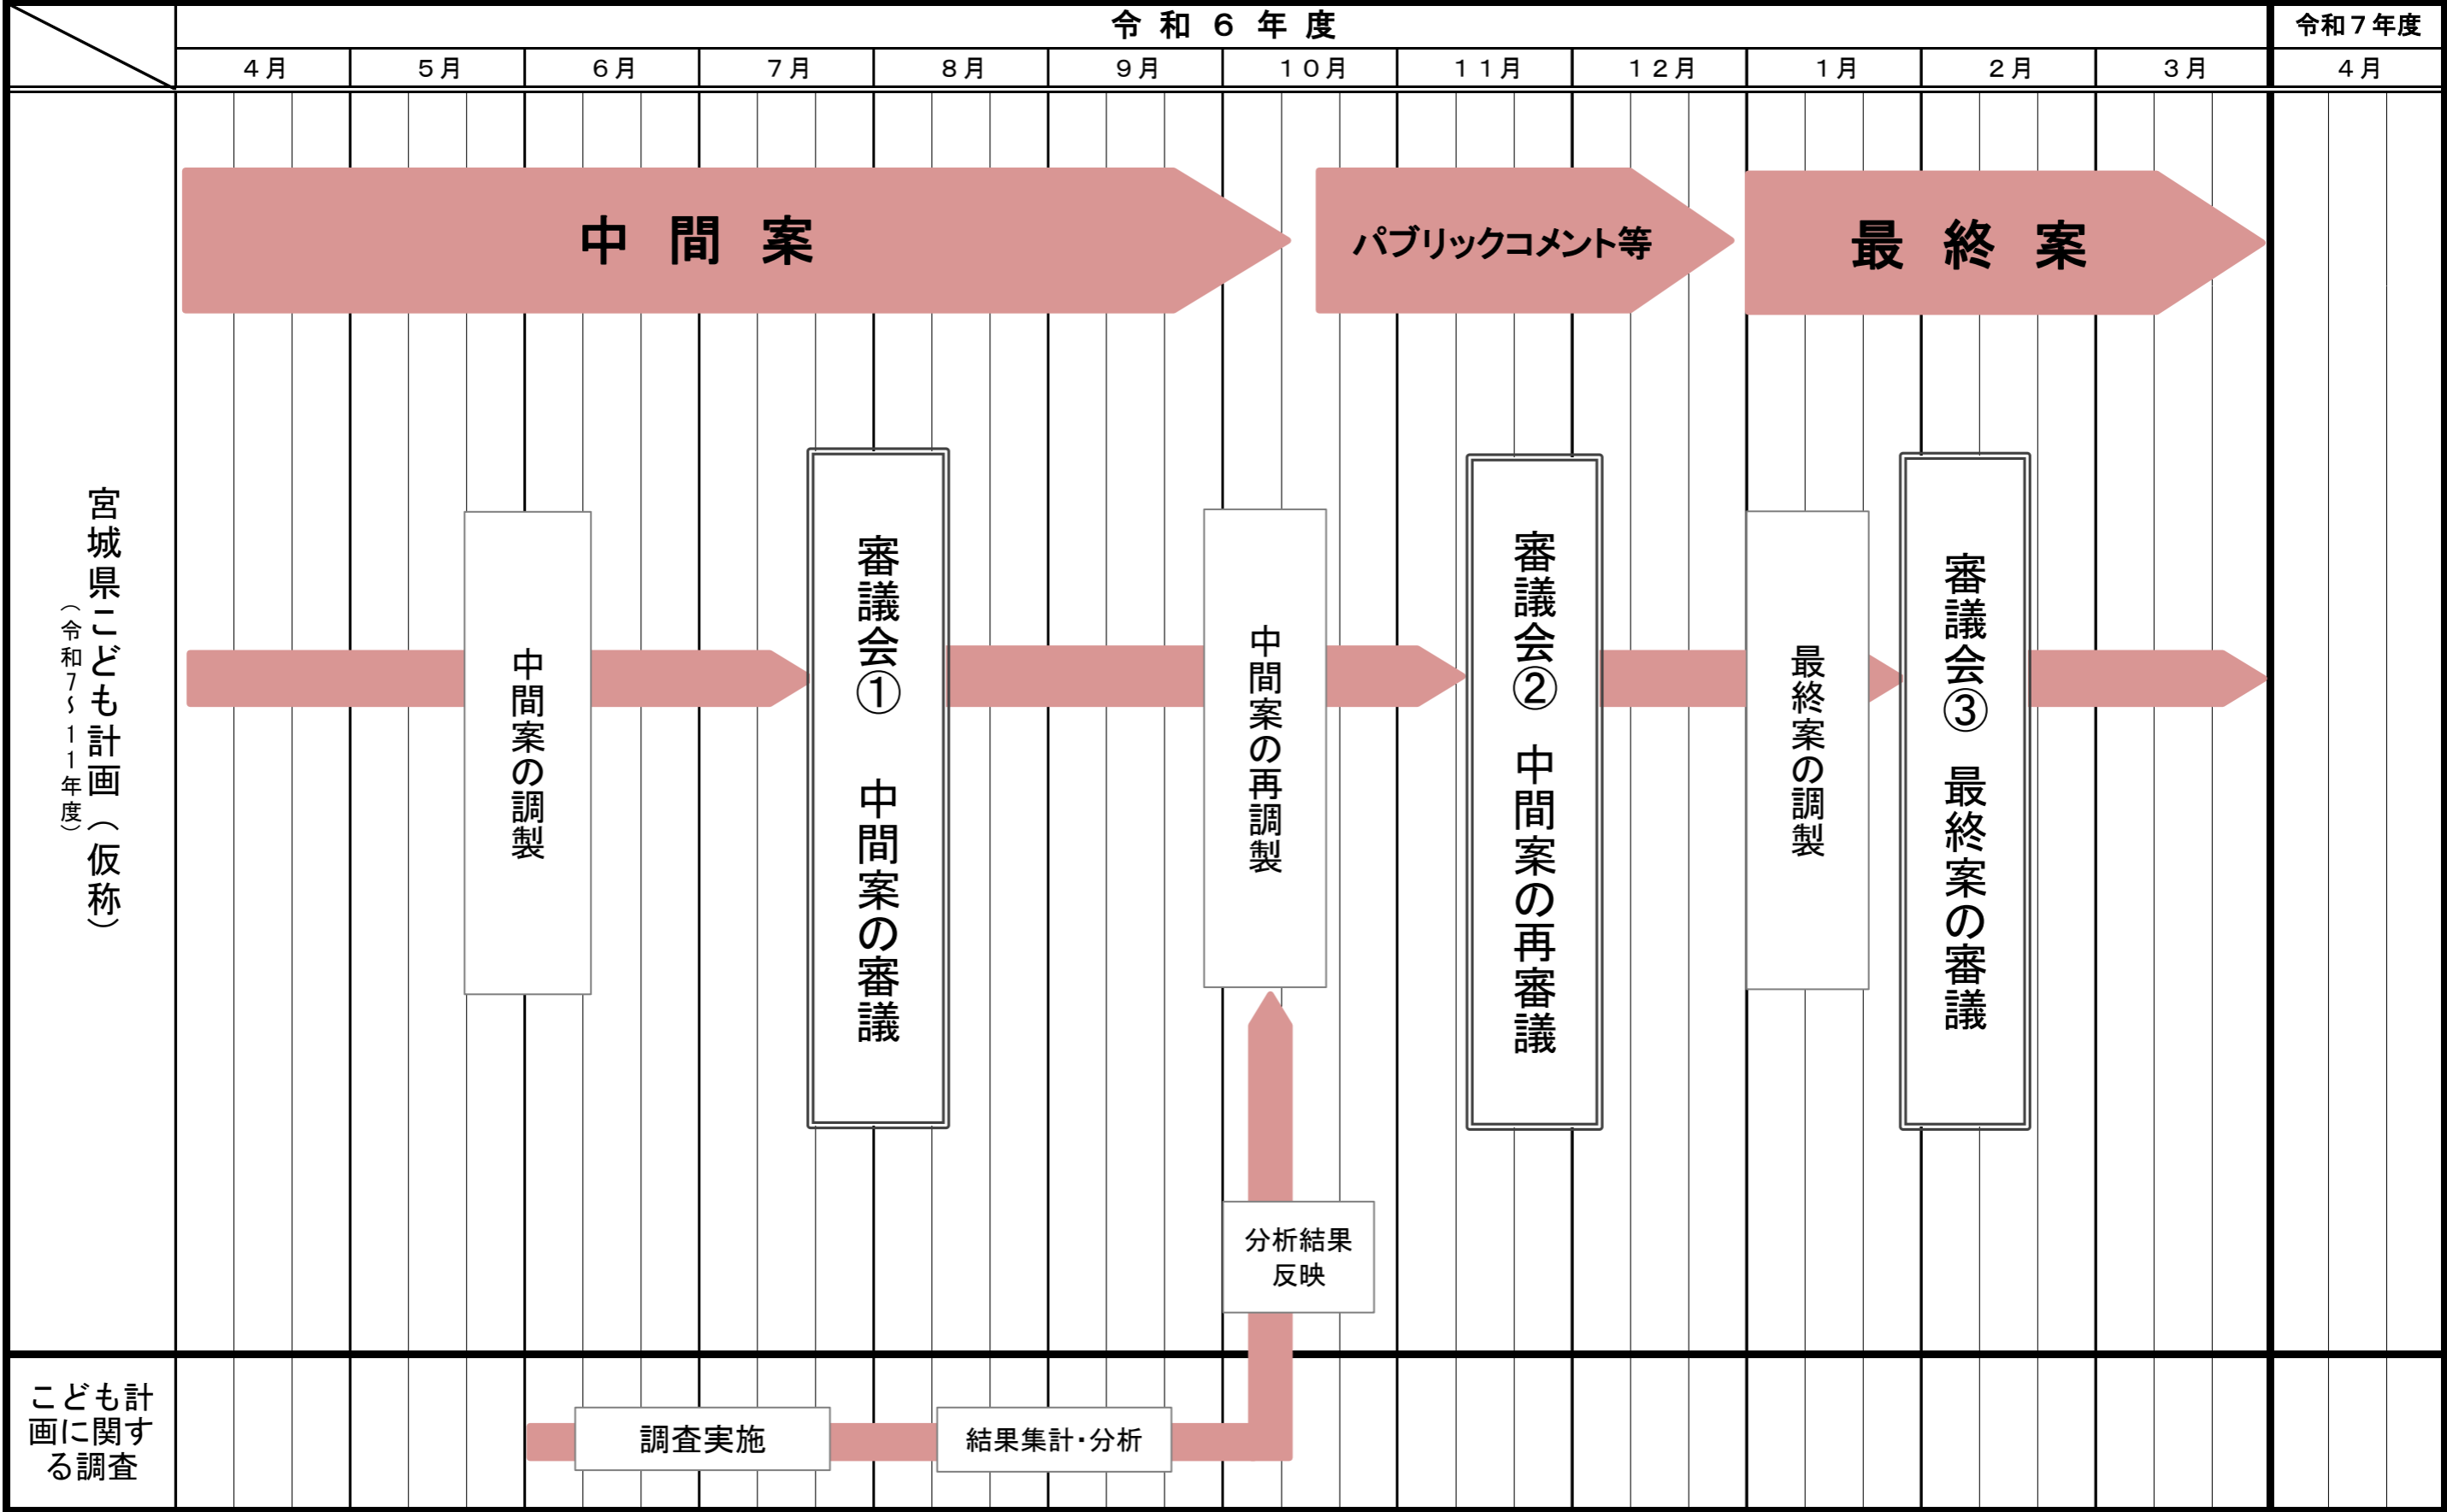 令和６年度
令和７年度
４月
５月
６月
７月
８月
９月
１０月
１１月
１２月
１月
２月
３月
４月
宮城県こども計画（仮称）
（令和７～１１年度）
中間案
パブリックコメント等
最終案
中間案の調製
審議会①　中間案の審議
中間案の再調製
審議会②　中間案の再審議
最終案の調製
審議会③　最終案の審議
分析結果
反映
こども計
画に関す
る調査
調査実施
結果集計・分析